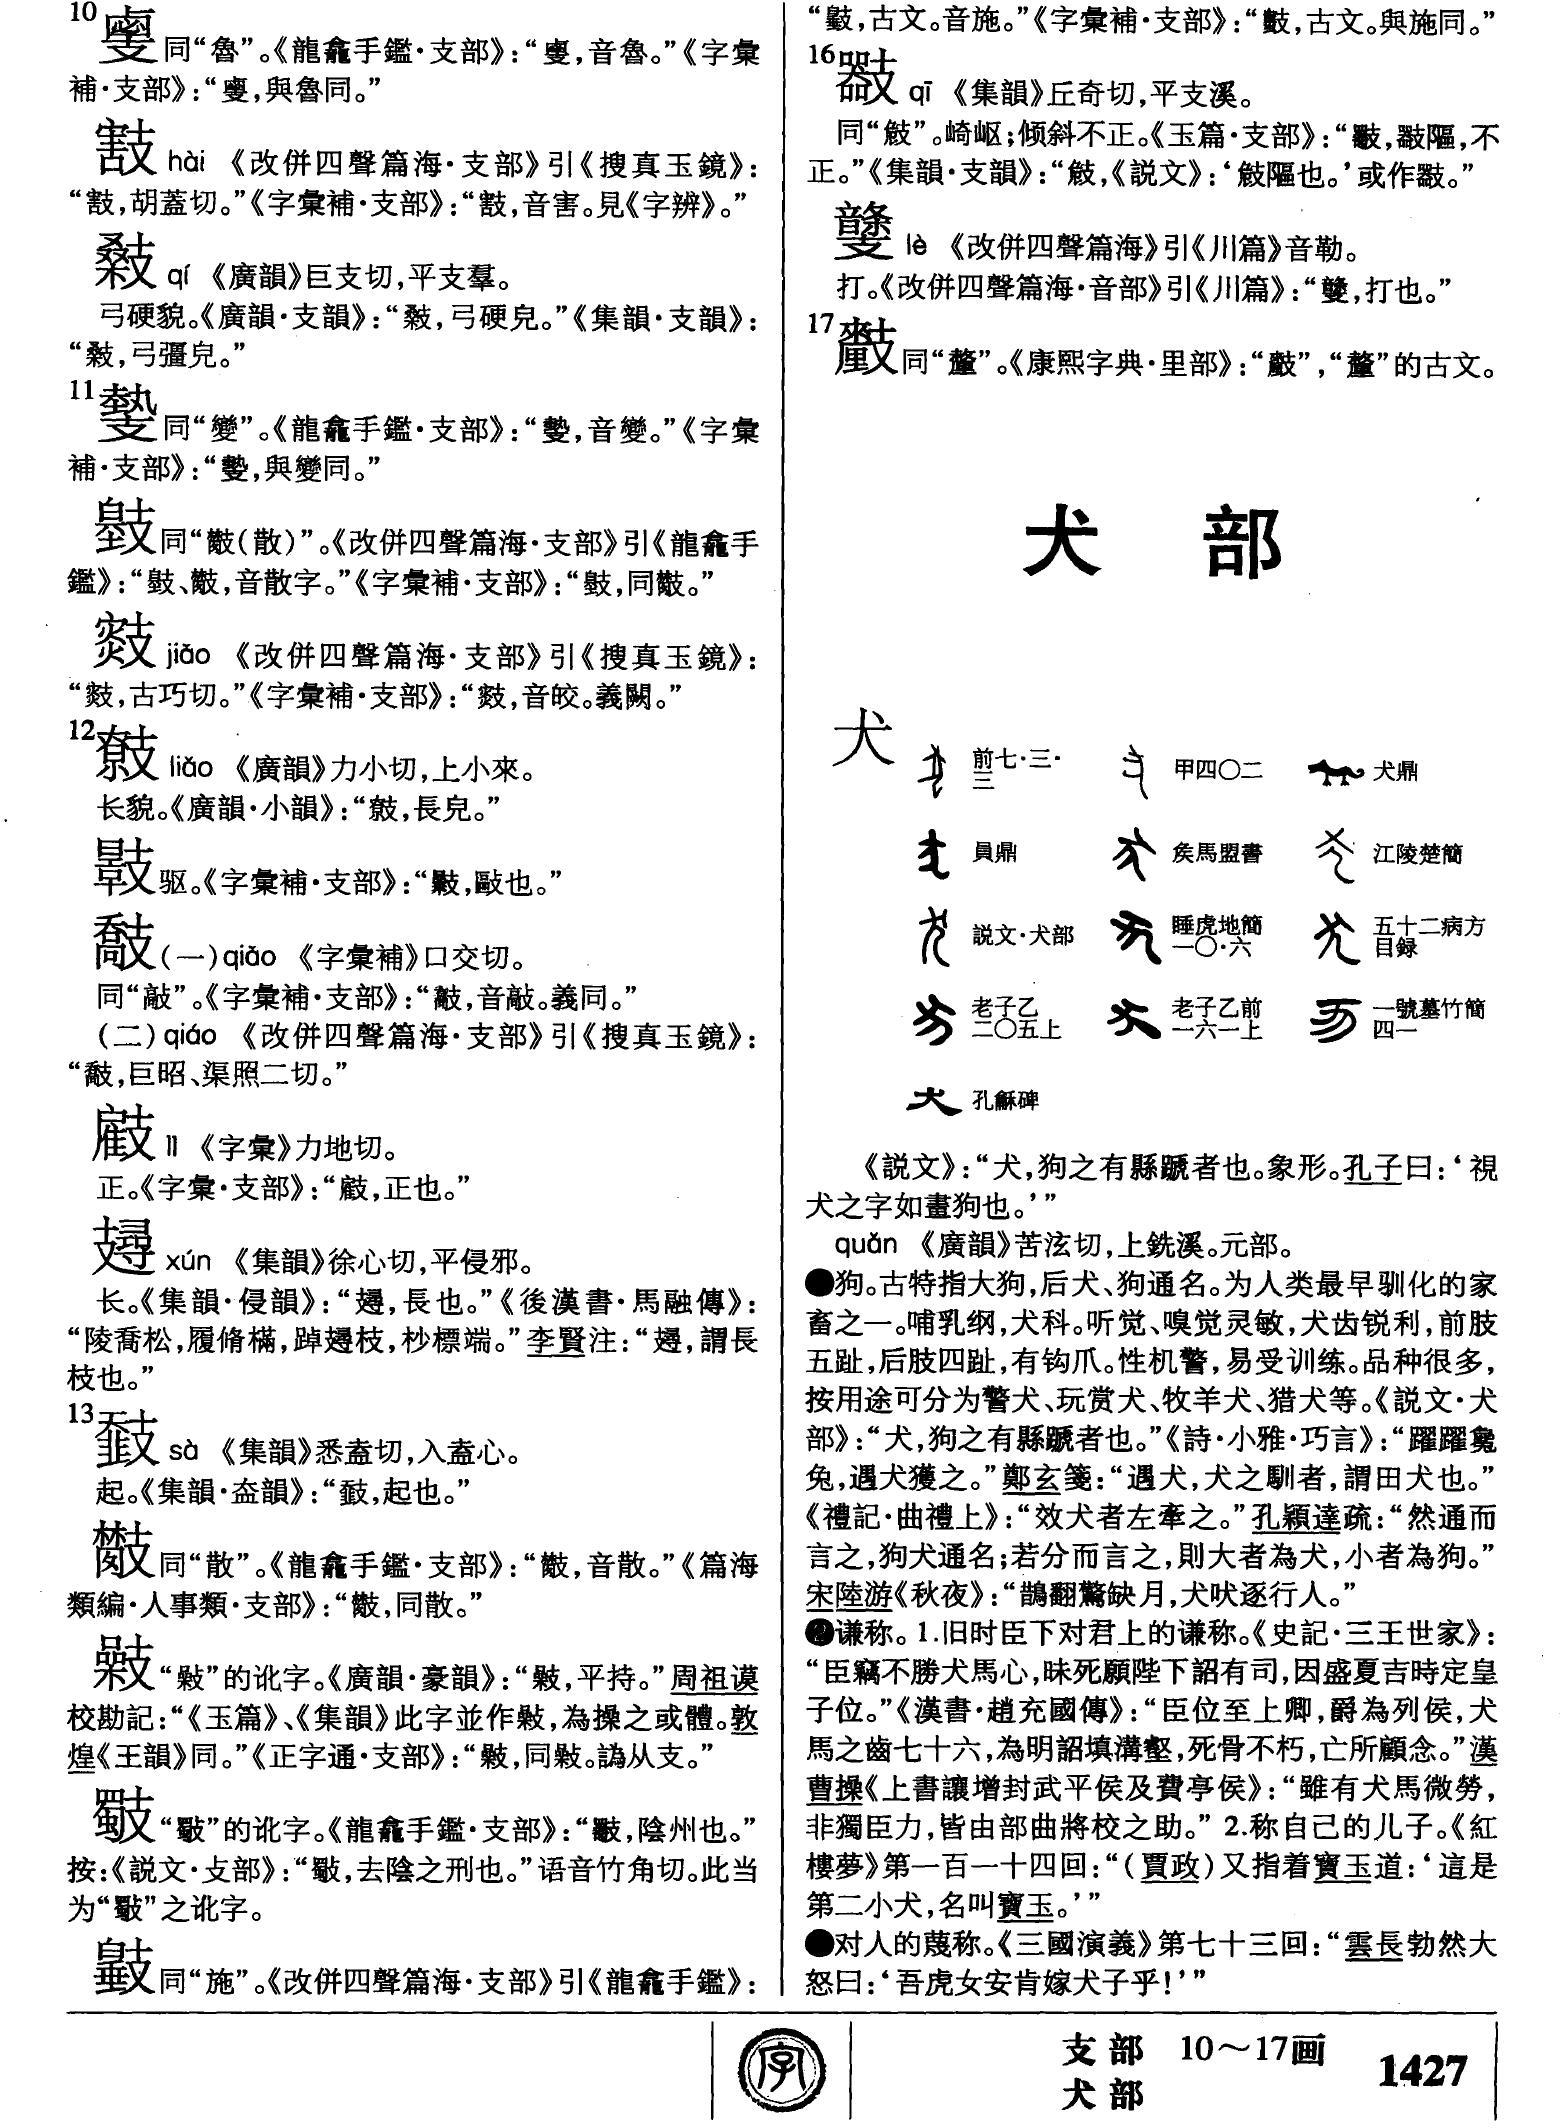 10
同“魯”。《龍龕手鑑·支部》：“，音魯。”《字彙
補·支部》：“，與魯同。”
hài 《改併四聲篇海·支部》引《搜真玉鏡》：
“，胡蓋切。”《字彙補·支部》：“，音害。見《字辨》。”
qí 《廣韻》巨支切，平支羣。
弓硬貌。《廣韻·支韻》：“，弓硬皃。”《集韻·支韻》：
“，弓彊皃。”
11
同“變”。《龍龕手鑑·支部》：“，音變。”《字彙
補·支部》：“，與變同。”
同“（散）”。《改併四聲篇海·支部》引《龍龕手
鑑》：“、，音散字。”《字彙補·支部》：“，同。”
jiǎo 《改併四聲篇海·支部》引《搜真玉鏡》：
“，古巧切。”《字彙補·支部》：“，音皎。義闕。”
12
liǎo 《廣韻》力小切，上小來。
长貌。《廣韻·小韻》：“，長皃。”
驱。《字彙補·支部》：“，敺也。”
（一）qiǎo 《字彙補》口交切。
同“敲”。《字彙補·支部》：“，音敲。義同。”
（二）qiáo 《改併四聲篇海·支部》引《搜真玉鏡》：
“，巨昭、渠照二切。”
lì 《字彙》力地切。
正。《字彙·支部》：“，正也。”
xún 《集韻》徐心切，平侵邪。
长。《集韻·侵韻》：“，長也。”《後漢書·馬融傳》：
“陵喬松，履脩樠，踔枝，杪標端。”李賢注：“，謂長
枝也。”
13
sà 《集韻》悉盍切，入盍心。
起。《集韻·盍韻》：“，起也。”
同“散”。《龍龕手鑑·支部》：“，音散。”《篇海
類編·人事類·支部》：“，同散。”
“”的讹字。《廣韻·豪韻》：“，平持。”周祖谟
校勘記：“《玉篇》、《集韻》此字並作，為操之或體。敦
煌《王韻》同。”《正字通·支部》：“，同。譌从支。”
“”的讹字。《龍龕手鑑·支部》：“，陰州也。”
按：《説文·攴部》：“，去陰之刑也。”语音竹角切。此当
为“”之讹字。
同“施”。《改併四聲篇海·支部》引《龍龕手鑑》：
“，古文。音施。”《字彙補·支部》：“，古文。與施同。”
16
qī 《集韻》丘奇切，平支溪。
同“攲”。崎岖；倾斜不正。《玉篇·支部》：“，䧢，不
正。”《集韻·支韻》：“，《説文》：‘䧢也。’或作。”
lè 《改併四聲篇海》引《川篇》音勒。
打。《改併四聲篇海·音部》引《川篇》：“，打也。”
17
同“釐”。《康熙字典·里部》：“”，“釐”的古文。
犬 部
犬
前七·三·三 甲四〇二 犬鼎
員鼎 矦馬盟書 江陵楚簡
説文·犬部 睡虎地簡一〇·六 五十二病方目録
老子乙二〇五上 老子乙前一六一上 一號墓竹簡四一
孔龢碑
《説文》：“犬，狗之有縣蹏者也。象形。孔子曰：‘視
犬之字如畫狗也。’”
quǎn 《廣韻》苦泫切，上銑溪。元部。
●狗。古特指大狗，后犬、狗通名。为人类最早驯化的家
畜之一。哺乳纲，犬科。听觉、嗅觉灵敏，犬齿锐利，前肢
五趾，后肢四趾，有钩爪。性机警，易受训练。品种很多，
按用途可分为警犬、玩赏犬、牧羊犬、猎犬等。《説文·犬
部》：“犬，狗之有縣蹏者也。”《詩·小雅·巧言》：“躍躍毚
兔，遇犬獲之。”鄭玄箋：“遇犬，犬之馴者，謂田犬也。”
《禮記·曲禮上》：“效犬者左牽之。”孔穎達疏：“然通而
言之，狗犬通名；若分而言之，則大者為犬，小者為狗。”
宋陸游《秋夜》：“鵲翻驚缺月，犬吠逐行人。”
❷谦称。1.旧时臣下对君上的谦称。《史記·三王世家》：
“臣竊不勝犬馬心，昧死願陛下詔有司，因盛夏吉時定皇
子位。”《漢書·趙充國傳》：“臣位至上卿，爵為列侯，犬
馬之齒七十六，為明詔填溝壑，死骨不朽，亡所顧念。”漢
曹操《上書讓增封武平侯及費亭侯》：“雖有犬馬微勞，
非獨臣力，皆由部曲將校之助。” 2.称自己的儿子。《紅
樓夢》第一百一十四回：“（賈政）又指着寶玉道：‘這是
第二小犬，名叫寶玉。’”
●对人的蔑称。《三國演義》第七十三回：“雲長勃然大
怒曰：‘吾虎女安肯嫁犬子乎！’”
字
支部 10～17画
犬部
1427